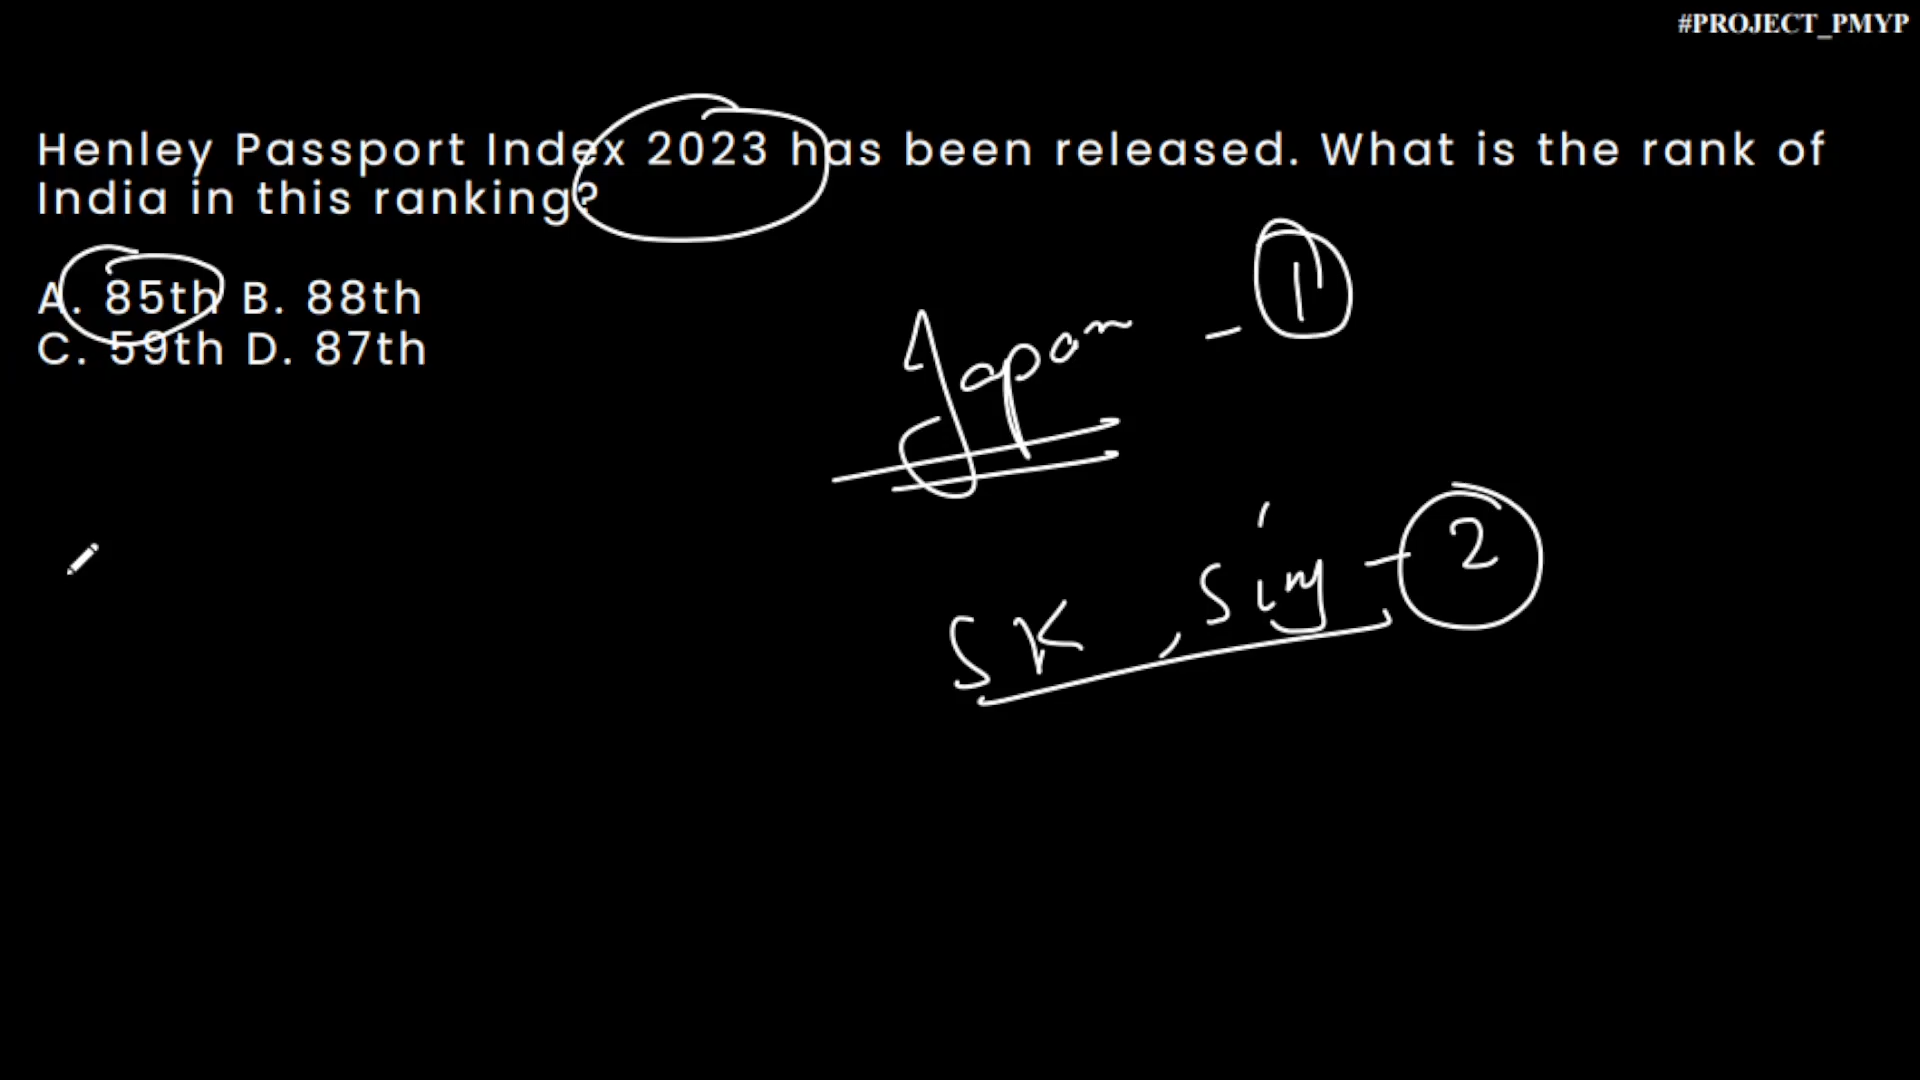 #PROJECT_PMYP
Henley Passport Index 2023 has been released. What is the rank of
India in this ranking?
A. 85th B. 88th
C. 59th D. 87th
Japan - 1
SK, Sing - 2